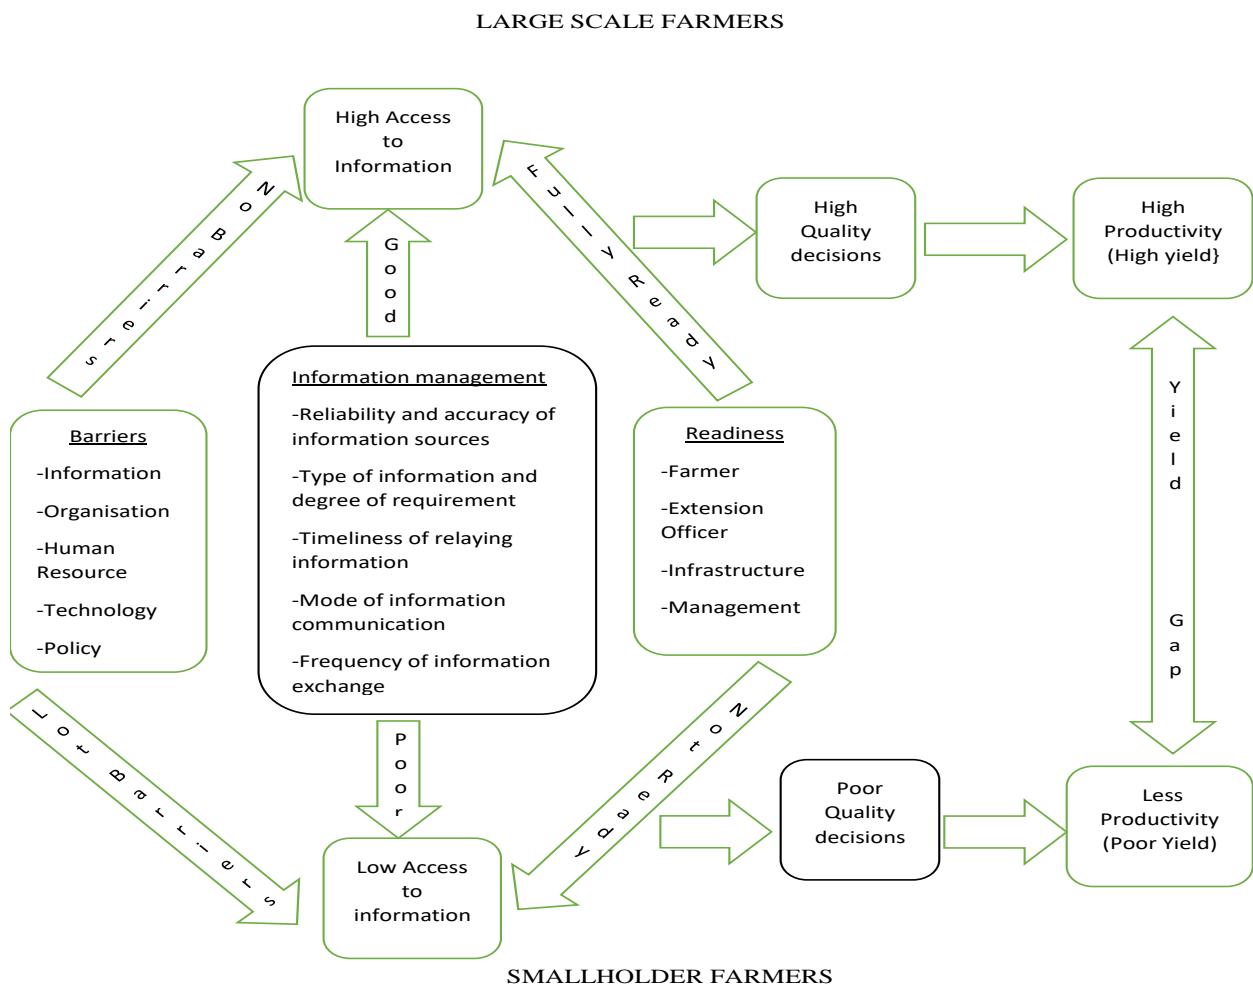 LARGE SCALE FARMERS
High Access
to
Information
No Barriers
Good
Fully Ready
High
Quality
decisions
High
Productivity
(High yield}
Barriers
-Information
-Organisation
-Human
Resource
-Technology
-Policy
Information management
-Reliability and accuracy of
information sources
-Type of information and
degree of requirement
-Timeliness of relaying
information
-Mode of information
communication
-Frequency of information
exchange
Readiness
-Farmer
-Extension
Officer
-Infrastructure
-Management
Yield Gap
Lot Barriers
Poor
Not Ready
Low Access
to
information
Poor
Quality
decisions
Less
Productivity
(Poor Yield)
SMALLHOLDER FARMERS